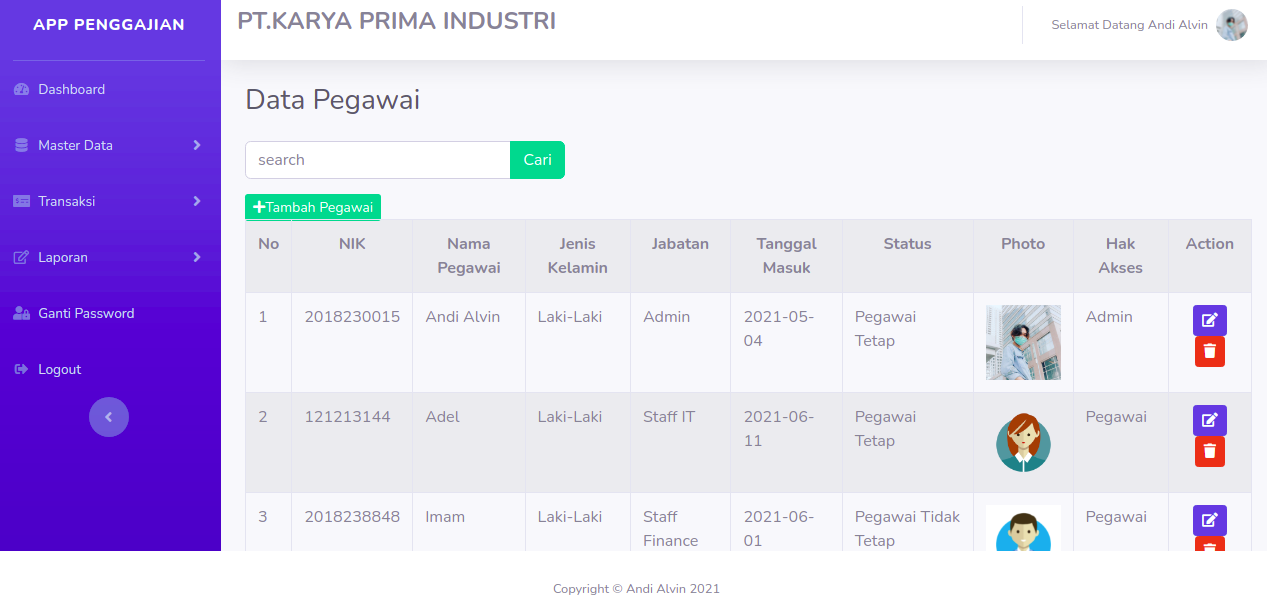 APP PENGGAJIAN
PT.KARYA PRIMA INDUSTRI
Selamat Datang Andi Alvin
Dashboard
Master Data
Transaksi
Laporan
Ganti Password
Logout
Data Pegawai
search
Cari
Tambah Pegawai
No NIK Nama Jenis Jabatan Tanggal Status Photo Hak Action
Pegawai Kelamin Masuk Akses
1 2018230015 Andi Alvin Laki-Laki Admin 2021-05- Pegawai Admin
04 Tetap
2 121213144 Adel Laki-Laki Staff IT 2021-06- Pegawai Pegawai
11 Tetap
3 2018238848 Imam Laki-Laki Staff 2021-06- Pegawai Tidak Pegawai
Finance 01 Tetap
Copyright © Andi Alvin 2021